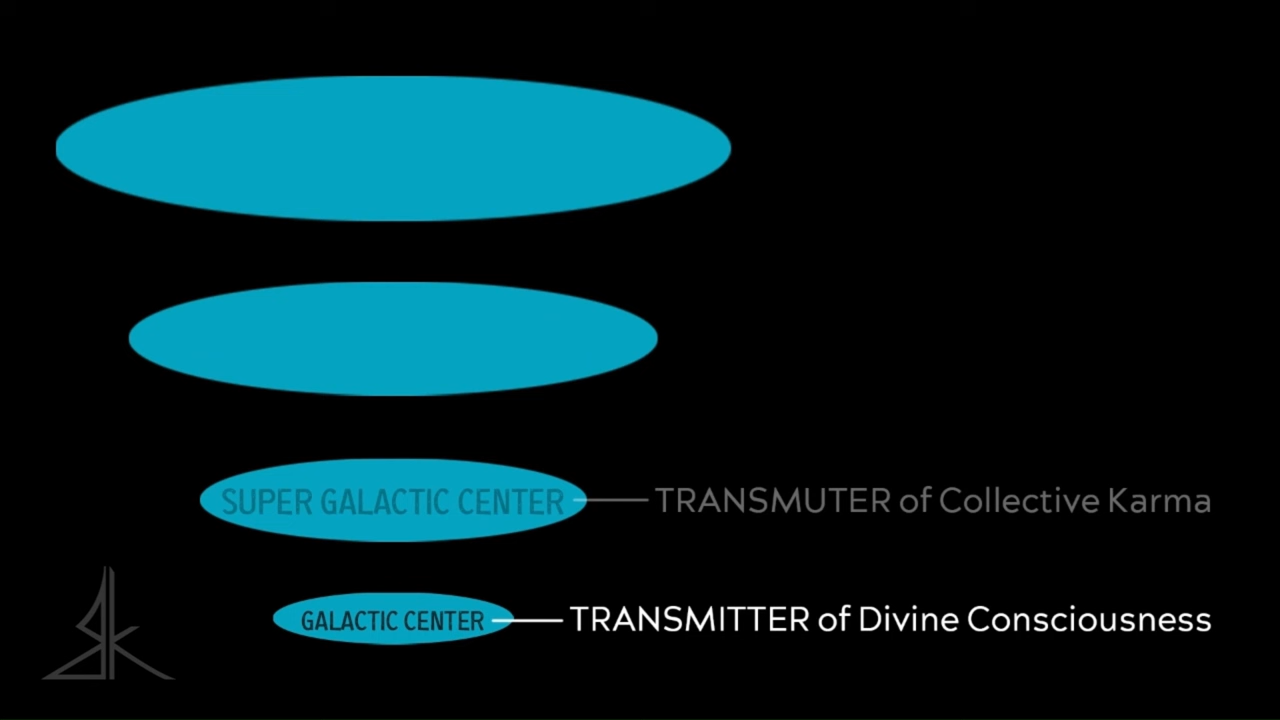 SUPER GALACTIC CENTER TRANSMUTER of Collective Karma
GALACTIC CENTER TRANSMITTER of Divine Consciousness